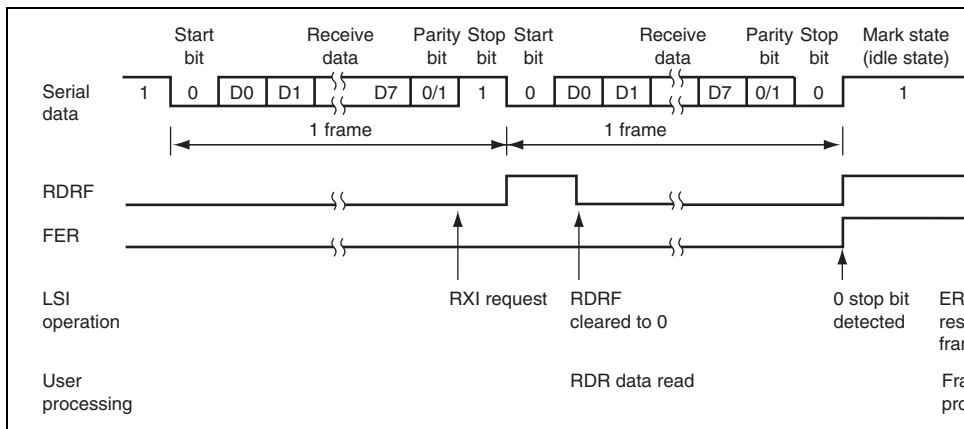 Start bit Receive data Parity bit Stop bit Start bit Receive data Parity bit Stop bit Mark state (idle state)
Serial data 1 0 D0 D1 D7 0/1 1 0 D0 D1 D7 0/1 0 1
1 frame 1 frame
RDRF
FER
LSI operation RXI request RDRF cleared to 0 0 stop bit detected
User processing RDR data read